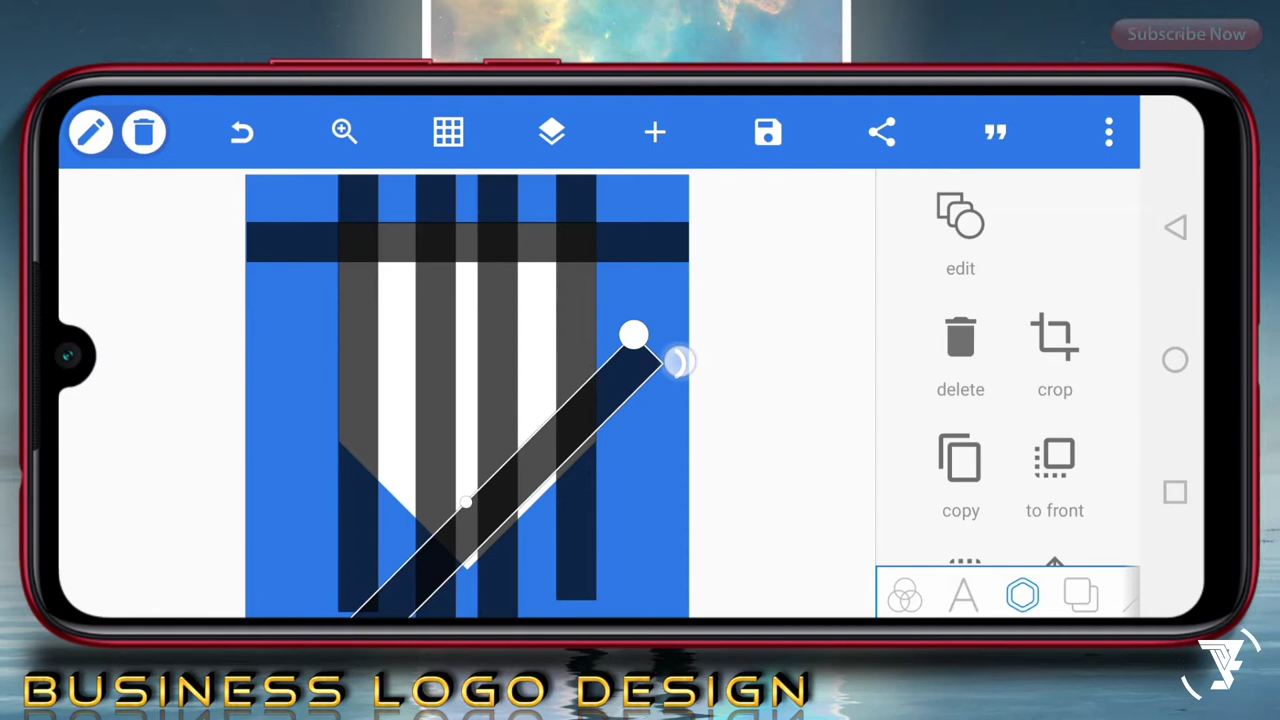 Subscribe Now
edit
delete
crop
copy
to front
BUSINESS LOGO DESIGN